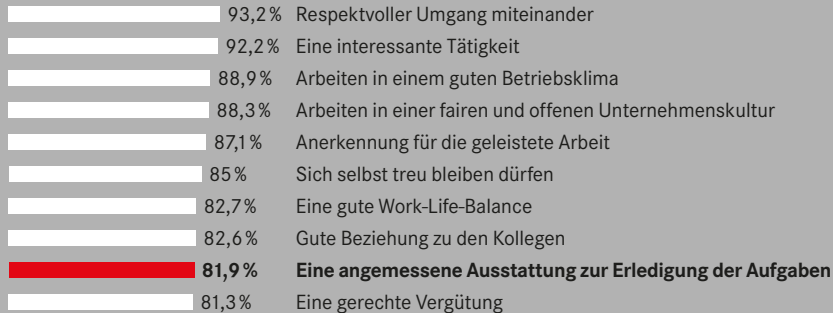 93,2 % Respektvoller Umgang miteinander
92,2 % Eine interessante Tätigkeit
88,9 % Arbeiten in einem guten Betriebsklima
88,3 % Arbeiten in einer fairen und offenen Unternehmenskultur
87,1 % Anerkennung für die geleistete Arbeit
85 % Sich selbst treu bleiben dürfen
82,7 % Eine gute Work-Life-Balance
82,6 % Gute Beziehung zu den Kollegen
81,9 % Eine angemessene Ausstattung zur Erledigung der Aufgaben
81,3 % Eine gerechte Vergütung